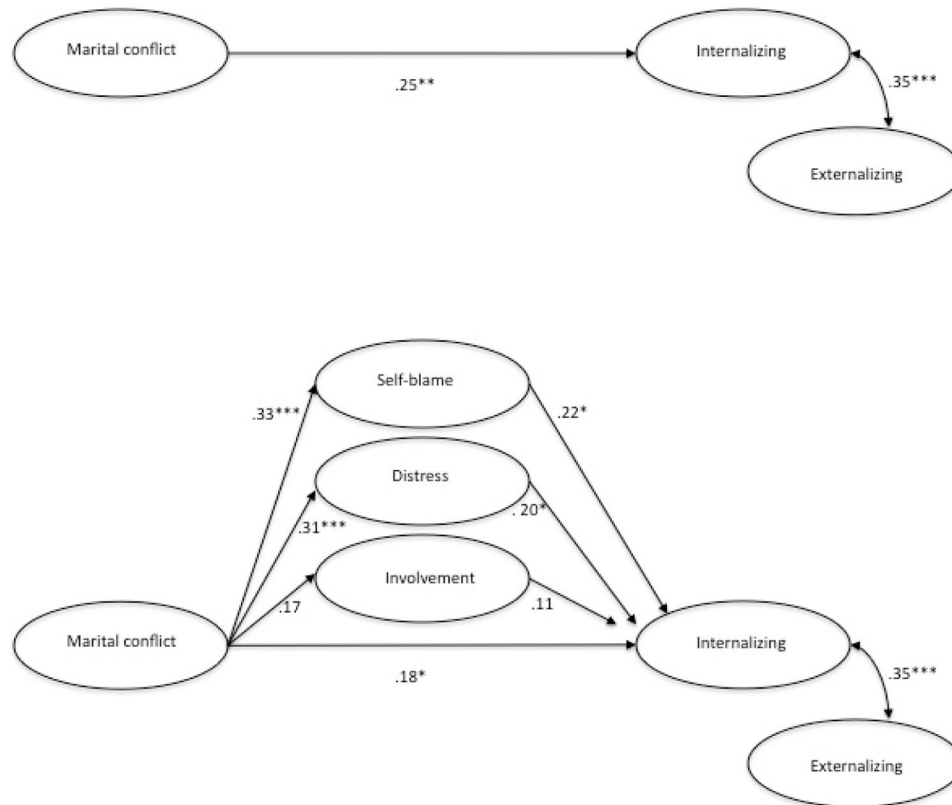 Marital conflict
Internalizing
.25**
.35***
Externalizing
Self-blame
.33***
.22*
Distress
. 20*
.31***
Involvement
.17
.11
Marital conflict
Internalizing
.18*
.35***
Externalizing